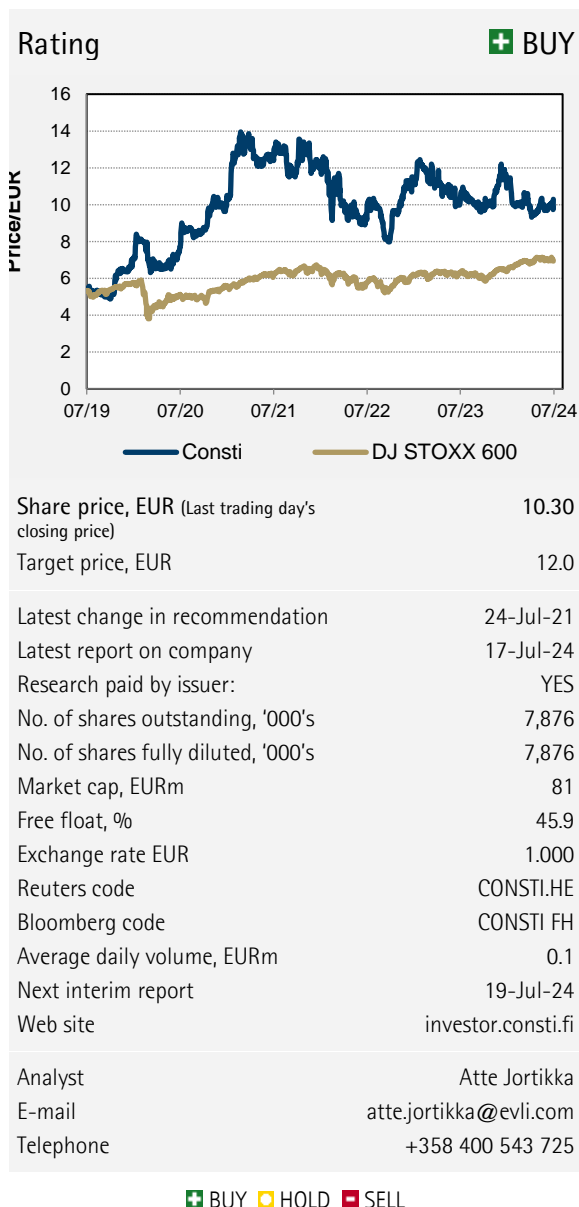 Rating BUY
16
14
12
10
8
6
4
2
0
Price/EUR
07/19 07/20 07/21 07/22 07/23 07/24
Consti DJ STOXX 600
Share price, EUR (Last trading day's 10.30
closing price)
Target price, EUR 12.0
Latest change in recommendation 24-Jul-21
Latest report on company 17-Jul-24
Research paid by issuer: YES
No. of shares outstanding, '000's 7,876
No. of shares fully diluted, '000's 7,876
Market cap, EURm 81
Free float, % 45.9
Exchange rate EUR 1.000
Reuters code CONSTI.HE
Bloomberg code CONSTI FH
Average daily volume, EURm 0.1
Next interim report 19-Jul-24
Web site investor.consti.fi
Analyst Atte Jortikka
E-mail atte.jortikka@evli.com
Telephone +358 400 543 725
BUY HOLD SELL